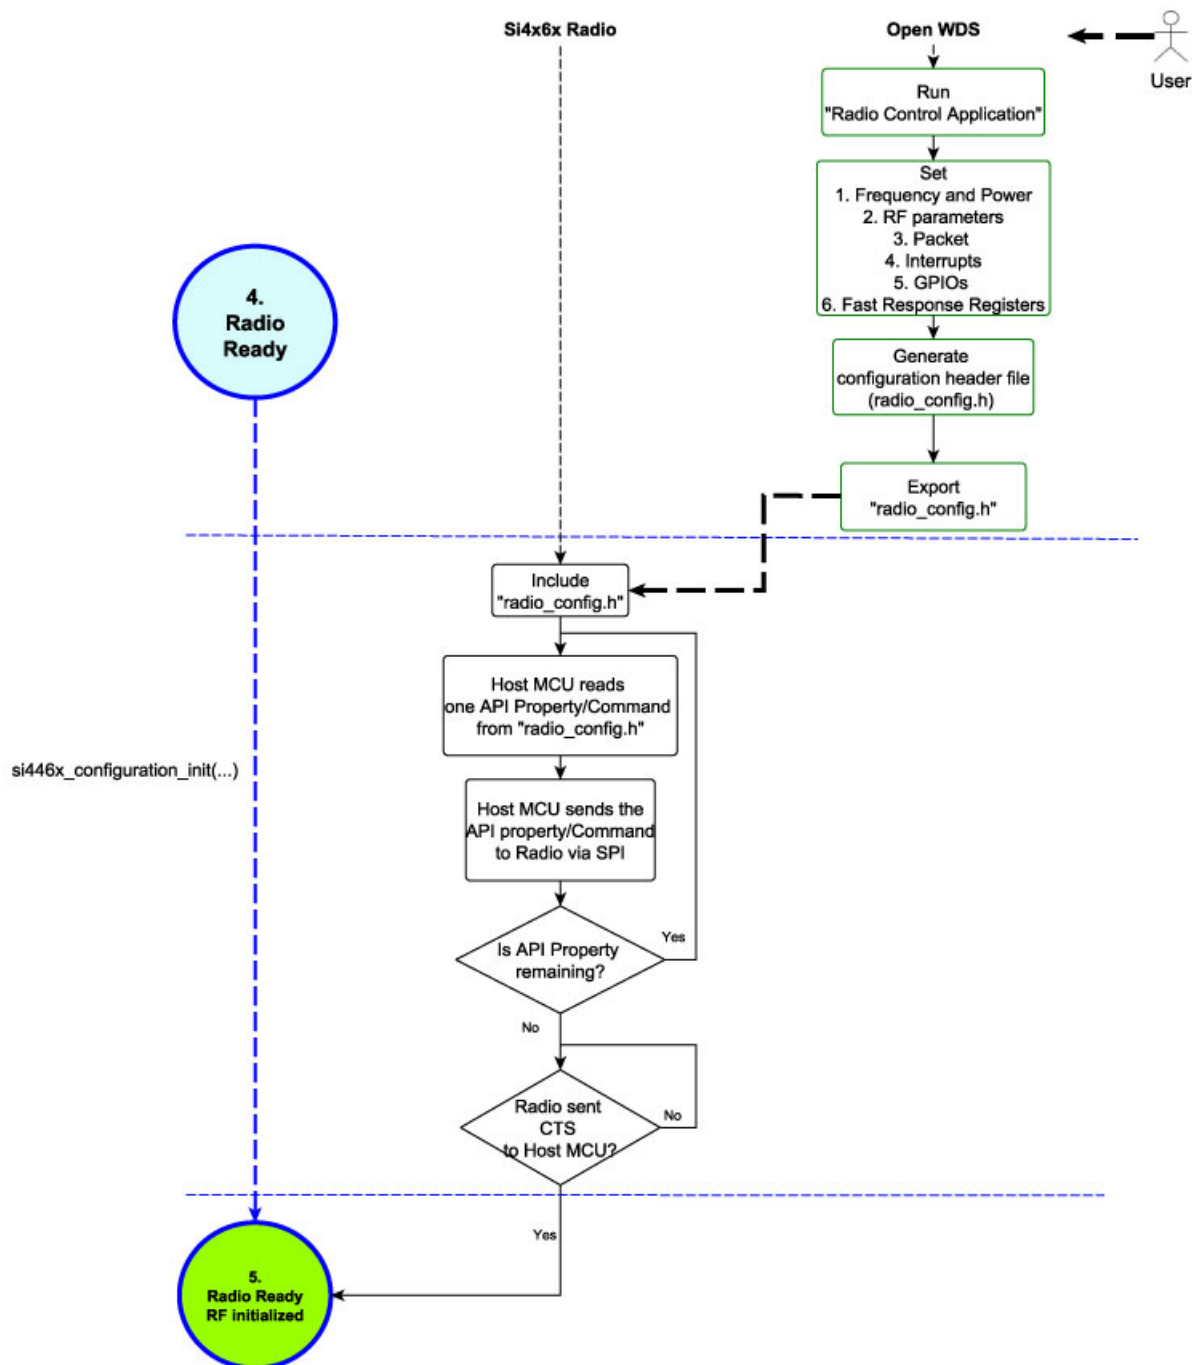 Si4x6x Radio
Open WDS
User
Run
"Radio Control Application"
Set
1. Frequency and Power
2. RF parameters
3. Packet
4. Interrupts
5. GPIOs
6. Fast Response Registers
4.
Radio
Ready
Generate
configuration header file
(radio_config.h)
Export
"radio_config.h"
Include
"radio_config.h"
Host MCU reads
one API Property/Command
from "radio_config.h"
si446x_configuration_init(...)
Host MCU sends the
API property/Command
to Radio via SPI
Is API Property
remaining?
Yes
No
Radio sent
CTS
to Host MCU?
No
Yes
5.
Radio Ready
RF initialized